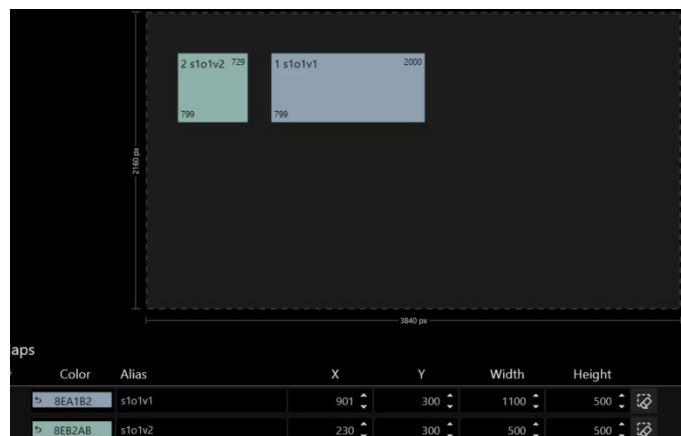 2 s1o1v2 729
1 s1o1v1 2000
799
799
2160 px
3840 px
aps
Color Alias X Y Width Height
8EA1B2 s1o1v1 901 300 1100 500
8EB2AB s1o1v2 230 300 500 500